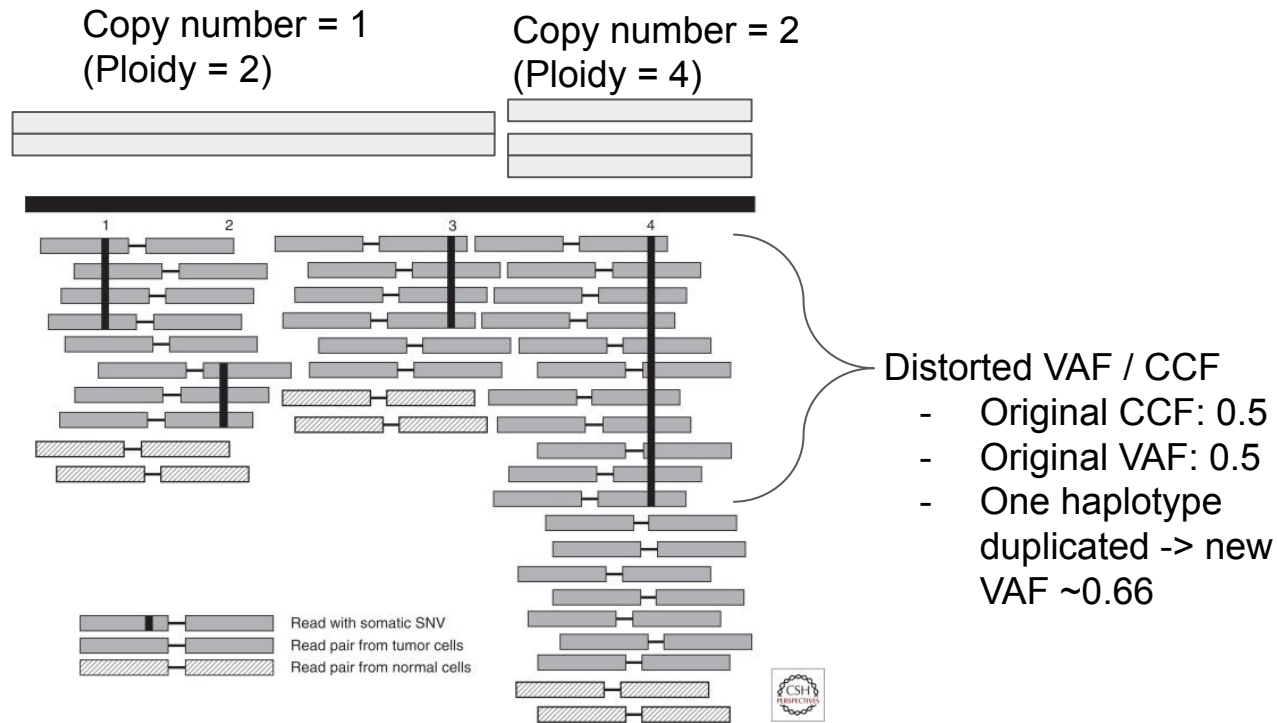 Copy number = 1
(Ploidy = 2)
Copy number = 2
(Ploidy = 4)
1
2
3
4
Distorted VAF / CCF
- Original CCF: 0.5
- Original VAF: 0.5
- One haplotype
duplicated -> new
VAF ~0.66
Read with somatic SNV
Read pair from tumor cells
Read pair from normal cells
CSH
PERSPECTIVES